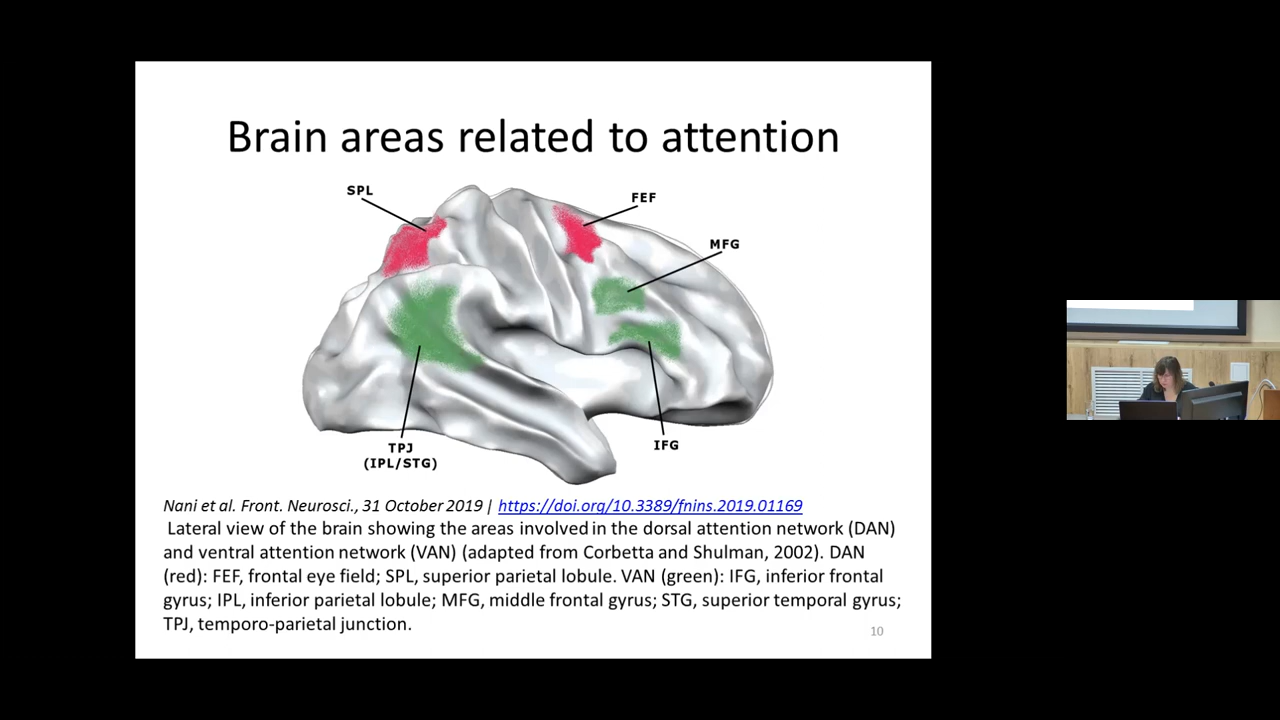 Brain areas related to attention
SPL
FEF
MFG
TPJ
(IPL/STG)
IFG
Nani et al. Front. Neurosci., 31 October 2019 | https://doi.org/10.3389/fnins.2019.01169
Lateral view of the brain showing the areas involved in the dorsal attention network (DAN)
and ventral attention network (VAN) (adapted from Corbetta and Shulman, 2002). DAN
(red): FEF, frontal eye field; SPL, superior parietal lobule. VAN (green): IFG, inferior frontal
gyrus; IPL, inferior parietal lobule; MFG, middle frontal gyrus; STG, superior temporal gyrus;
TPJ, temporo-parietal junction.
10